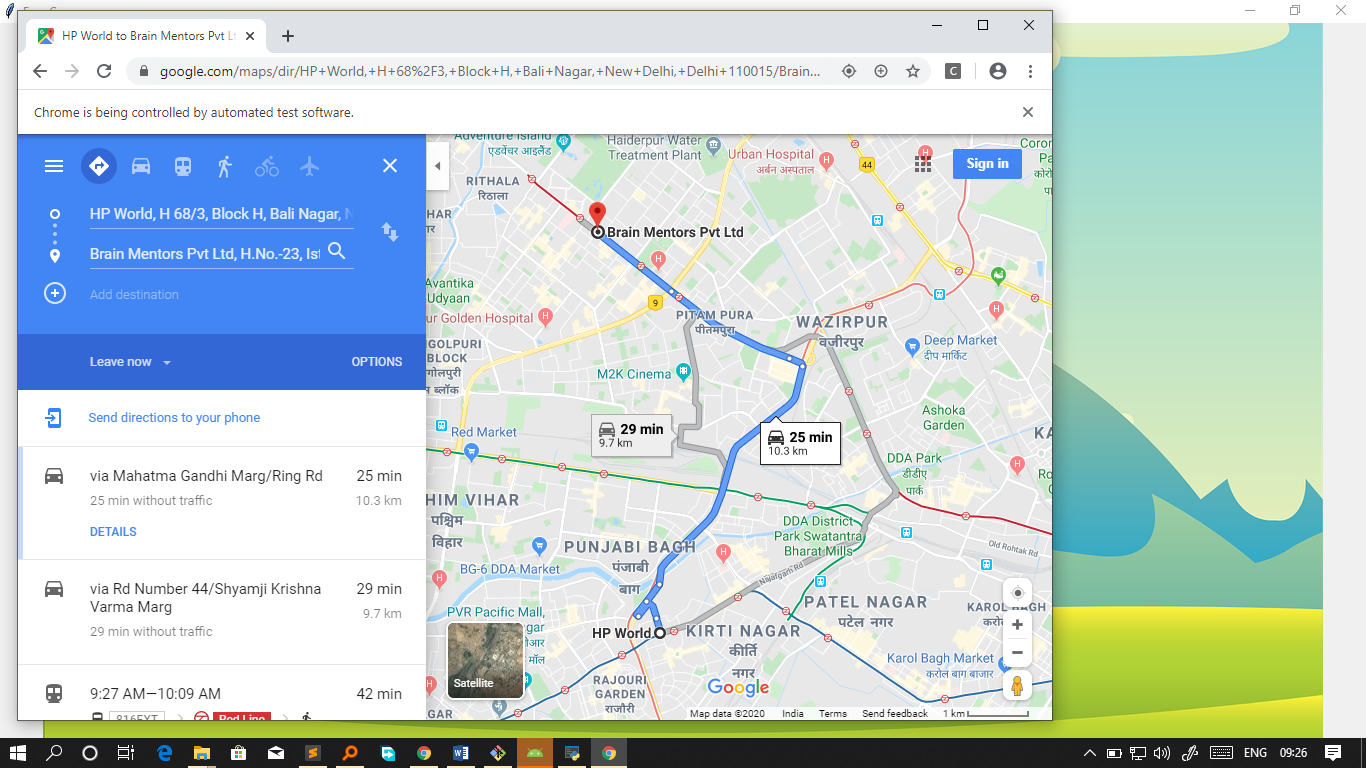 HP World to Brain Mentors Pvt Lt
google.com/maps/dir/HP+World,+H+68%2F3,+Block+H,+Bali+Nagar,+New+Delhi,+Delhi+110015/Brain...
Chrome is being controlled by automated test software.
HP World, H 68/3, Block H, Bali Nagar, N
Brain Mentors Pvt Ltd, H.No.-23, Ist
Add destination
Leave now
OPTIONS
Send directions to your phone
via Mahatma Gandhi Marg/Ring Rd 25 min
25 min without traffic 10.3 km
DETAILS
via Rd Number 44/Shyamji Krishna 29 min
Varma Marg 9.7 km
29 min without traffic
9:27 AM—10:09 AM 42 min
816EXT Red Line
Adventure Island
एडवेंचर आइलैंड
Haiderpur Water
Treatment Plant
Urban Hospital
अर्बन अस्पताल
44
Sign in
RITHALA
रिठाला
Brain Mentors Pvt Ltd
Avantika
Udyaan
ur Golden Hospital
9
PITAM PURA
पीतमपुरा
WAZIRPUR
वज़ीरपुर
Deep Market
दीप मार्किट
NGOLPURI
BLOCK
M2K Cinema
Ashoka
Garden
Red Market
29 min
9.7 km
25 min
10.3 km
DDA Park
डीडीए
पार्क
HIM VIHAR
पश्चिम
विहार
DDA District
Park Swatantra
Bharat Mills
Old Rohtak Rd
PUNJABI BAGH
पंजाबी
बाग
BG-6 DDA Market
Najafgarh Rd
PATEL NAGAR
पटेल नगर
KAROL BAGH
PVR Pacific Mall,
HP World
KIRTI NAGAR
कीर्ति
नगर
Karol Bagh Market
करोल बाग बाजार
RAJOURI
GARDEN
राजौरी
GAR
Satellite
Google
Map data ©2020 India Terms Send feedback 1 km
ENG 09:26